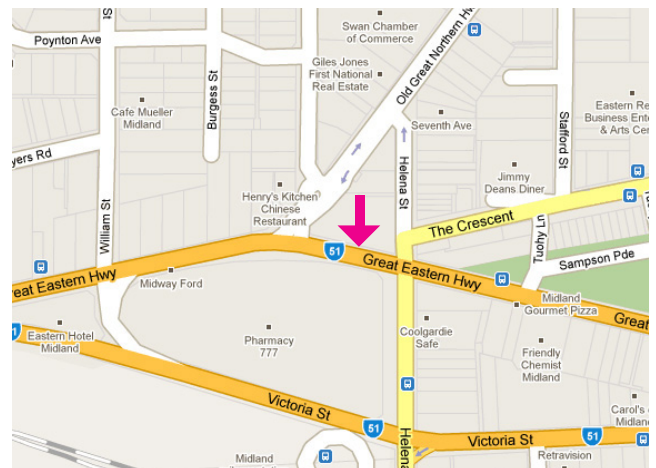 St
Swan Chamber
of Commerce
Poynton Ave
Old Great Northern Hw
Giles Jones
First National
Real Estate
Burgess St
Cafe Mueller
Midland
Eastern Re
Business Ente
& Arts Ce
Seventh Ave
Stafford St
yers Rd
Helena St
Jimmy
Deans Diner
Henry's Kitchen
Chinese
Restaurant
William St
The Crescent
Tuohy Ln
51
Great Eastern Hwy
Sampson Pde
eat Eastern Hwy
Midway Ford
Midland
Gourmet Pizza
Great
Eastern Hotel
Midland
Pharmacy
777
Coolgardie
Safe
Friendly
Chemist
Midland
Victoria St
51
Carol's
Midland
Helena
Victoria St
51
Retravision